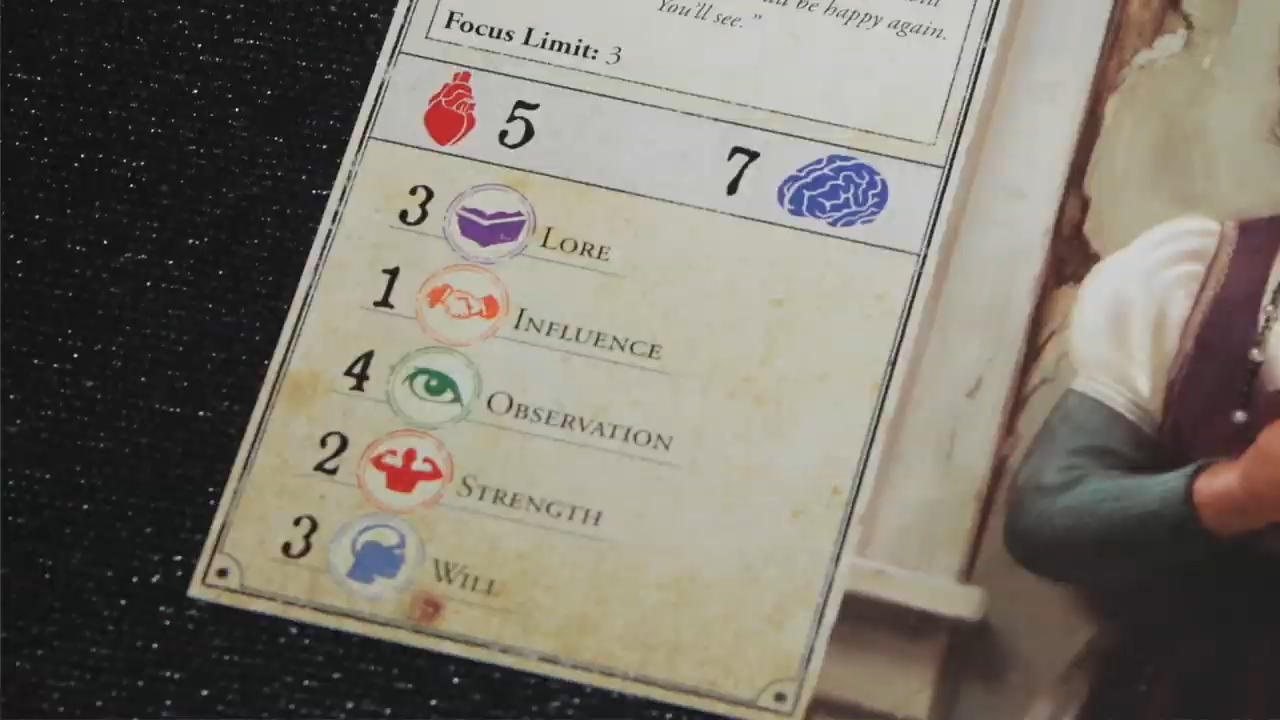 be happy again.
You'll see."
Focus Limit: 3
5 7
3 LORE
1 INFLUENCE
4 OBSERVATION
2 STRENGTH
3 WILL